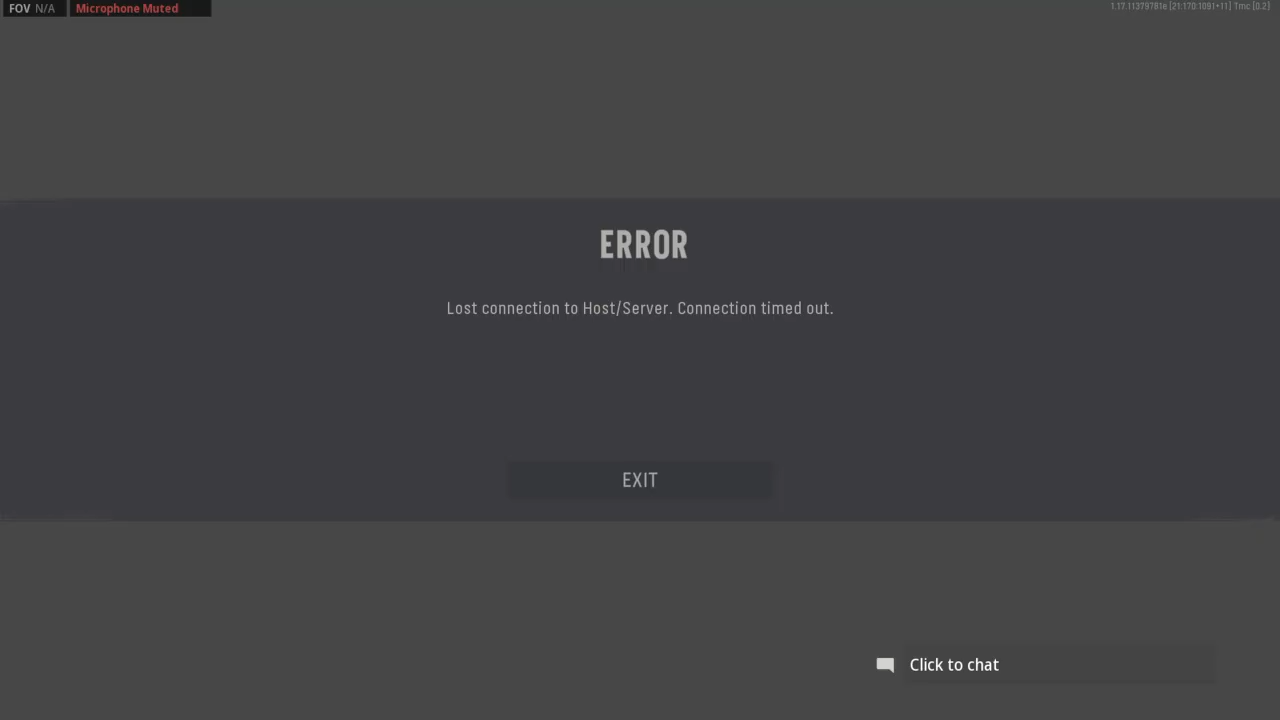 FOV N/A Microphone Muted
ERROR
Lost connection to Host/Server. Connection timed out.
EXIT
Click to chat